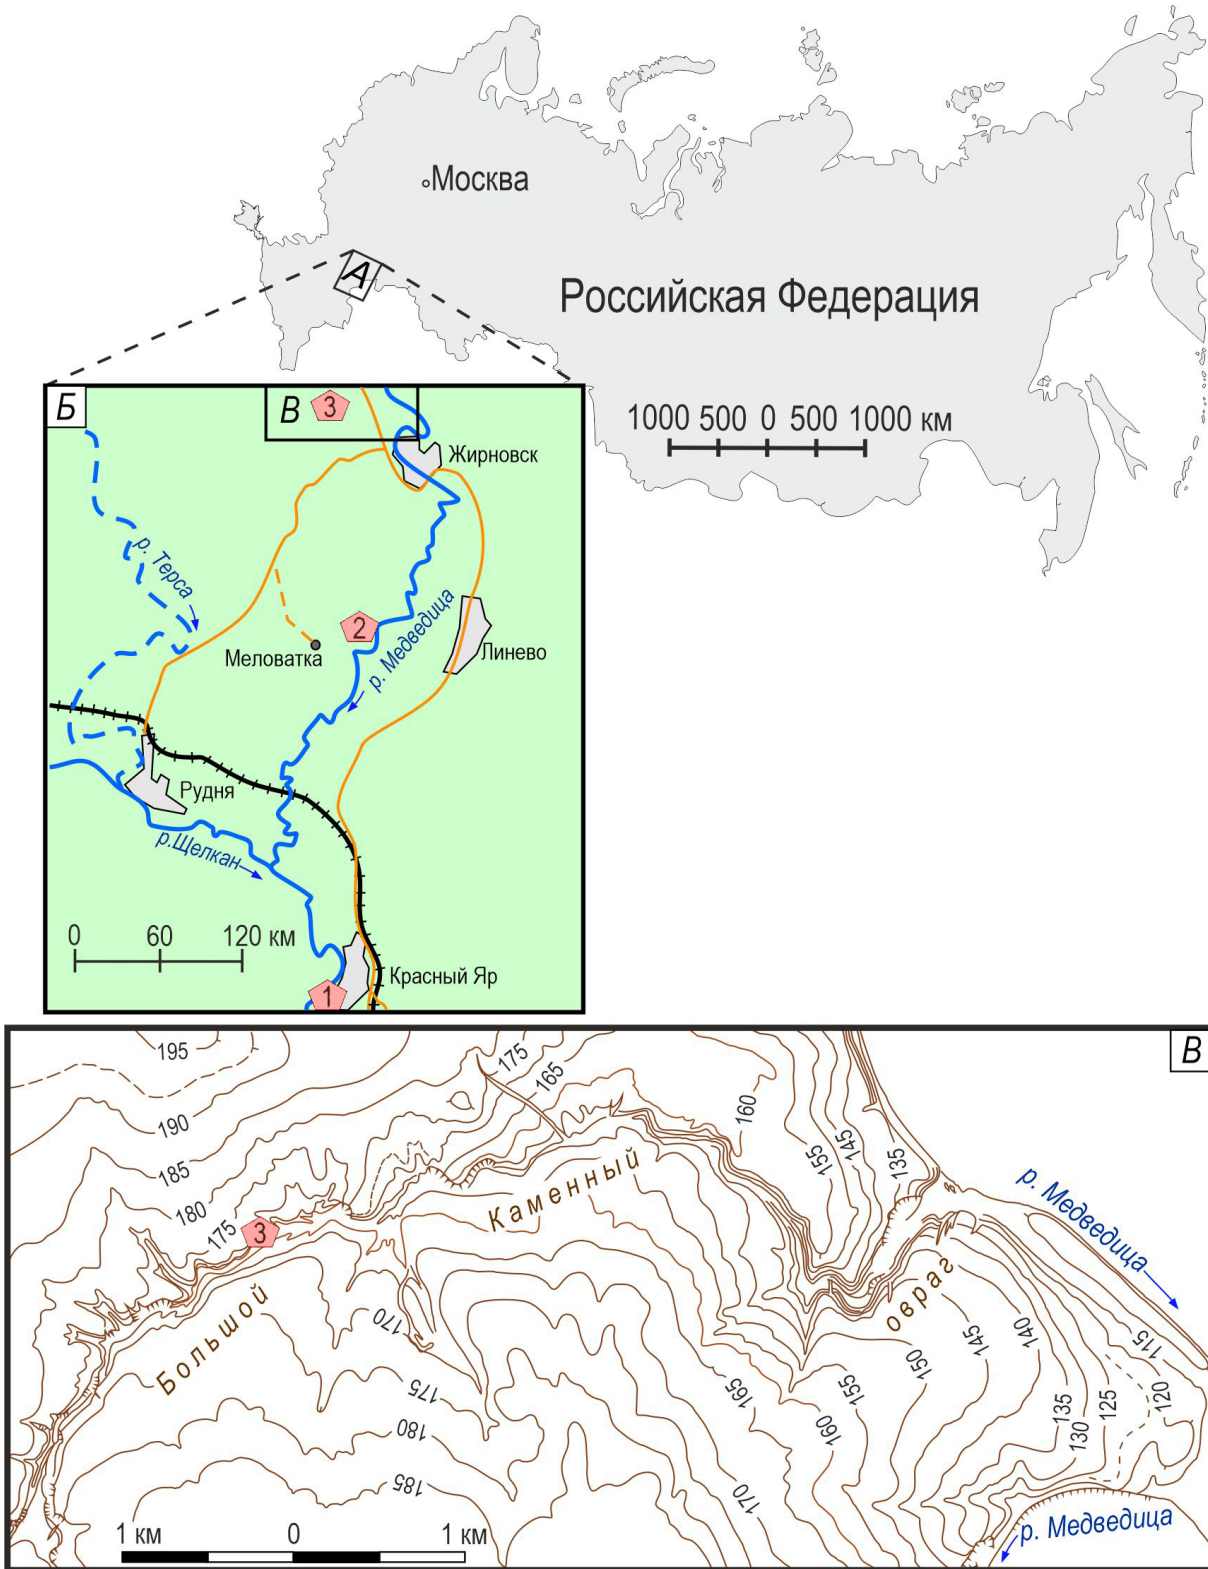 Москва
А
Российская Федерация
1000 500 0 500 1000 км
Б
В
3
Жирновск
р. Терса
2
Меловатка
р. Медведица
Линево
Рудня
р.Щелкан
0 60 120 км
1
Красный Яр
В
195
190
185
180
175
3
175
165
160
155
145
135
р. Медведица
Большой
Каменный
овраг
170
175
180
185
165
170
160
155
150
145
140
135
130
125
120
115
р. Медведица
1 км 0 1 км